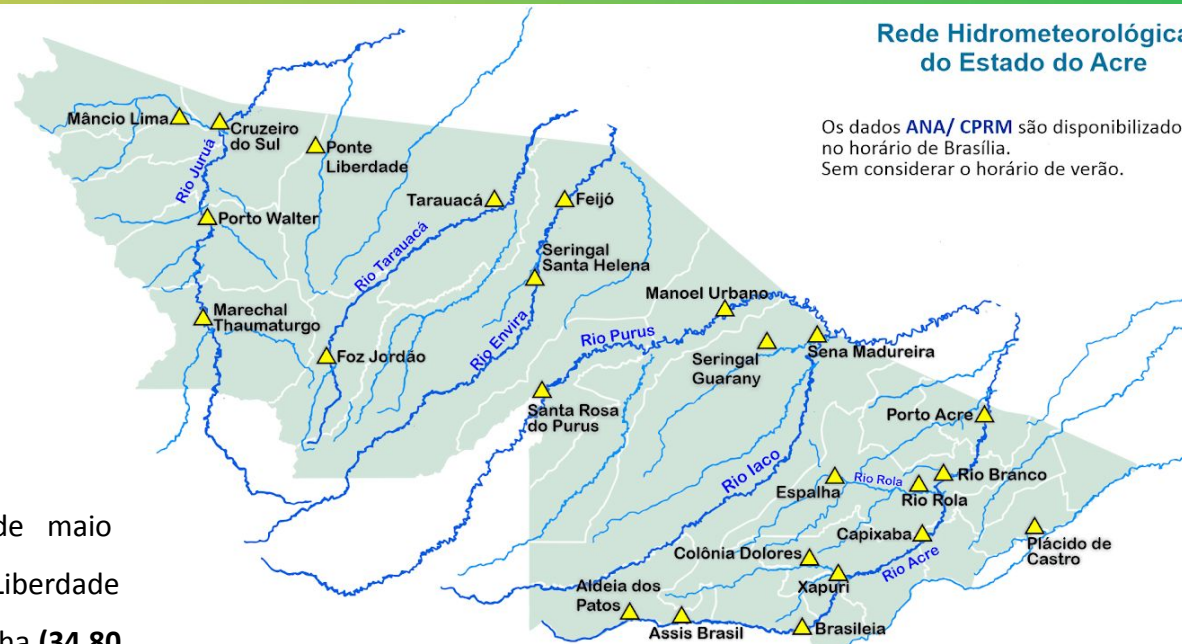 Rede Hidrometeorológica
do Estado do Acre
Os dados ANA/ CPRM são disponibilizado
no horário de Brasília.
Sem considerar o horário de verão.
Mâncio Lima
Cruzeiro
do Sul
Ponte
Liberdade
Rio Juruá
Porto Walter
Tarauacá
Feijó
Rio Tarauacá
Seringal
Santa Helena
Marechal
Thaumaturgo
Foz Jordão
Rio Envira
Manoel Urbano
Rio Purus
Seringal
Guarany
Sena Madureira
Santa Rosa
do Purus
Porto Acre
Rio Iaco
Espalha
Rio Rola
Rio Rola
Rio Branco
Capixaba
Plácido de
Castro
Colônia Dolores
Rio Acre
Xapuri
Aldeia dos
Patos
Assis Brasil
Brasileia
de maio
Liberdade
ha (34,80